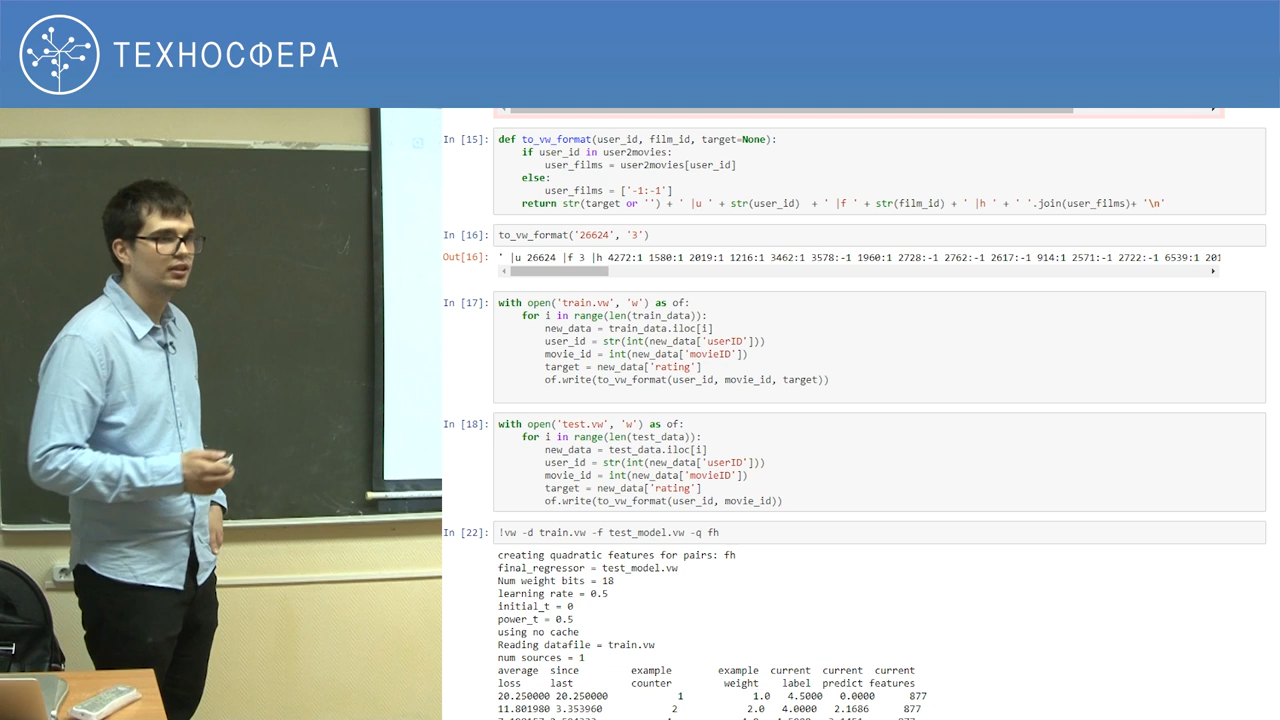 ТЕХНОСФЕРА
In [15]: def to_vw_format(user_id, film_id, target=None):
if user_id in user2movies:
user_films = user2movies[user_id]
else:
user_films = ['-1:-1']
return str(target or '') + ' |u ' + str(user_id)  + ' |f ' + str(film_id) + ' |h ' + ' '.join(user_films)+ '\n'
In [16]: to_vw_format('26624', '3')
Out[16]: ' |u 26624 |f 3 |h 4272:1 1580:1 2019:1 1216:1 3462:1 3578:-1 1960:1 2728:-1 2762:-1 2617:-1 914:1 2571:-1 2722:-1 6539:1 201
In [17]: with open('train.vw', 'w') as of:
for i in range(len(train_data)):
new_data = train_data.iloc[i]
user_id = str(int(new_data['userID']))
movie_id = int(new_data['movieID'])
target = new_data['rating']
of.write(to_vw_format(user_id, movie_id, target))
In [18]: with open('test.vw', 'w') as of:
for i in range(len(test_data)):
new_data = test_data.iloc[i]
user_id = str(int(new_data['userID']))
movie_id = int(new_data['movieID'])
target = new_data['rating']
of.write(to_vw_format(user_id, movie_id))
In [22]: !vw -d train.vw -f test_model.vw -q fh
creating quadratic features for pairs: fh
final_regressor = test_model.vw
Num weight bits = 18
learning rate = 0.5
initial_t = 0
power_t = 0.5
using no cache
Reading datafile = train.vw
num sources = 1
average since example example current current current
loss last counter weight label predict features
20.250000 20.250000 1 1.0 4.5000 0.0000 877
11.801980 3.353960 2 2.0 4.0000 2.1686 877